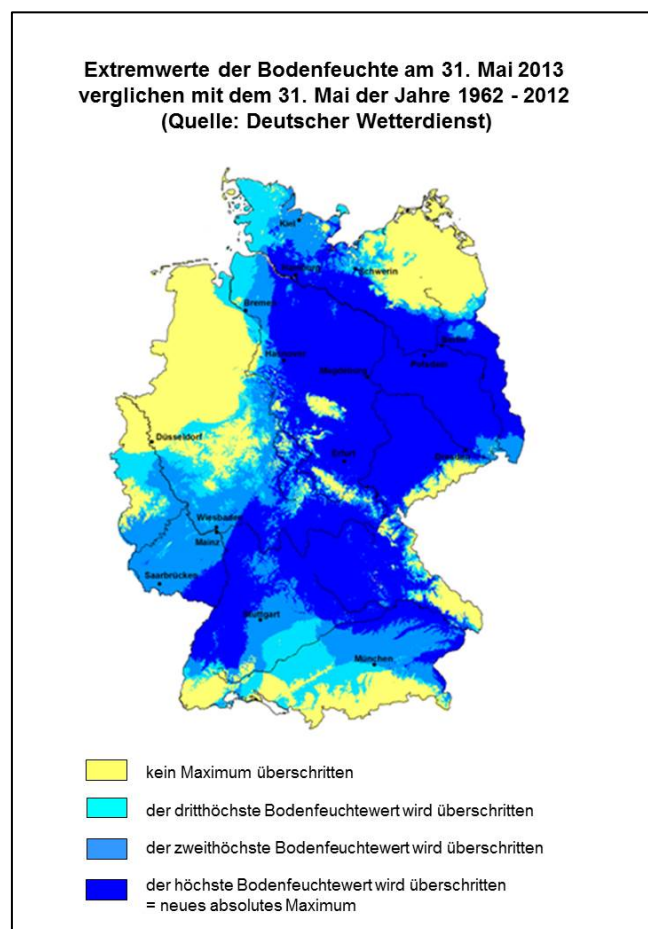 Extremwerte der Bodenfeuchte am 31. Mai 2013
verglichen mit dem 31. Mai der Jahre 1962 - 2012
(Quelle: Deutscher Wetterdienst)
Kiel
Hamburg
Schwerin
Bremen
Berlin
Hannover
Potsdam
Magdeburg
Düsseldorf
Dresden
Erfurt
Wiesbaden
Mainz
Saarbrücken
Stuttgart
München
kein Maximum überschritten
der dritthöchste Bodenfeuchtewert wird überschritten
der zweithöchste Bodenfeuchtewert wird überschritten
der höchste Bodenfeuchtewert wird überschritten
= neues absolutes Maximum